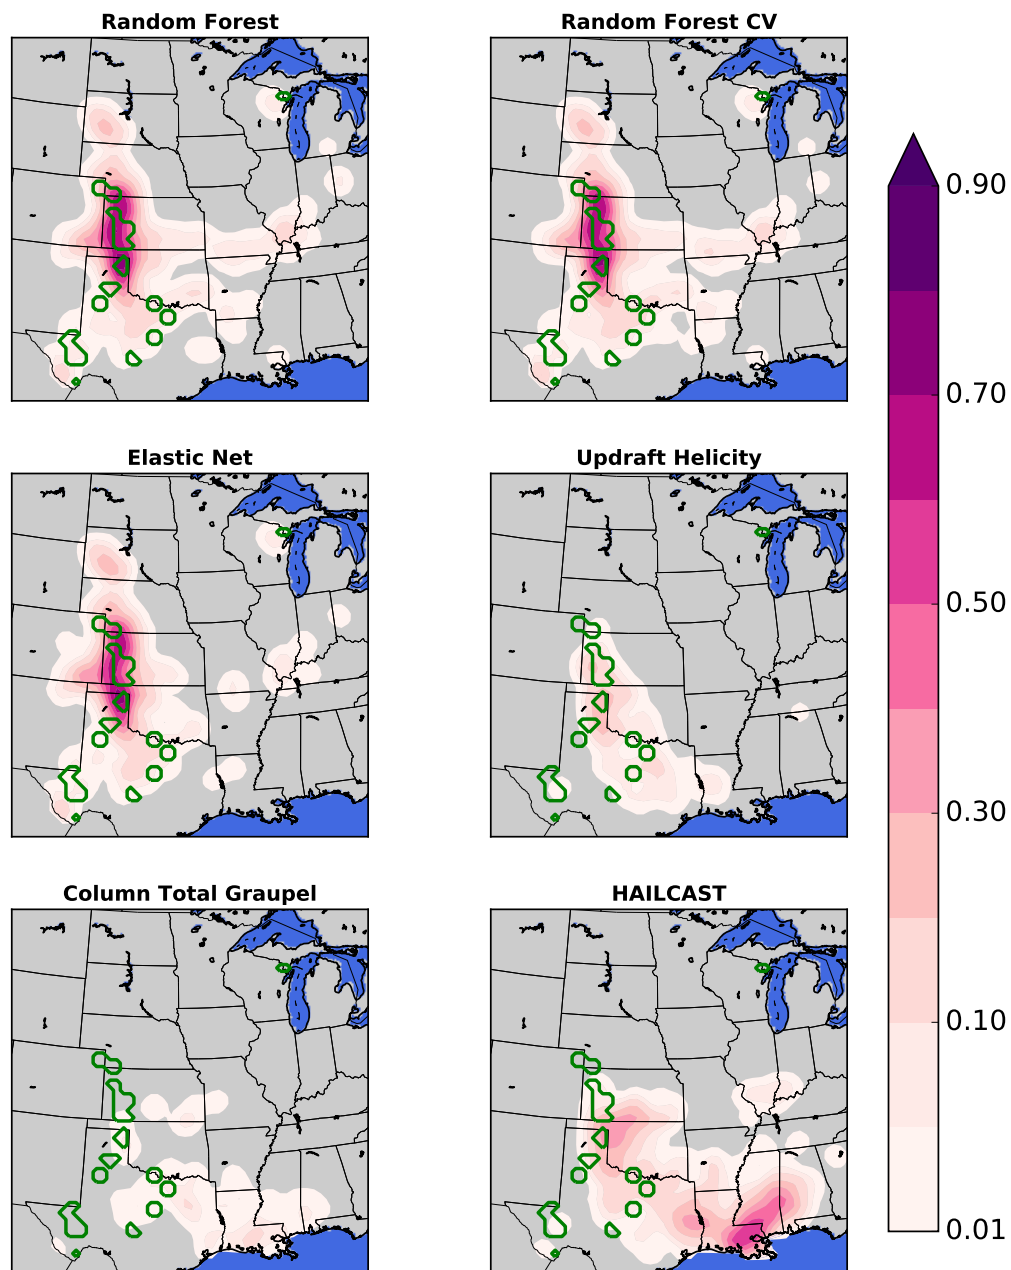 Random Forest
Random Forest CV
Elastic Net
Updraft Helicity
Column Total Graupel
HAILCAST
0.90
0.70
0.50
0.30
0.10
0.01